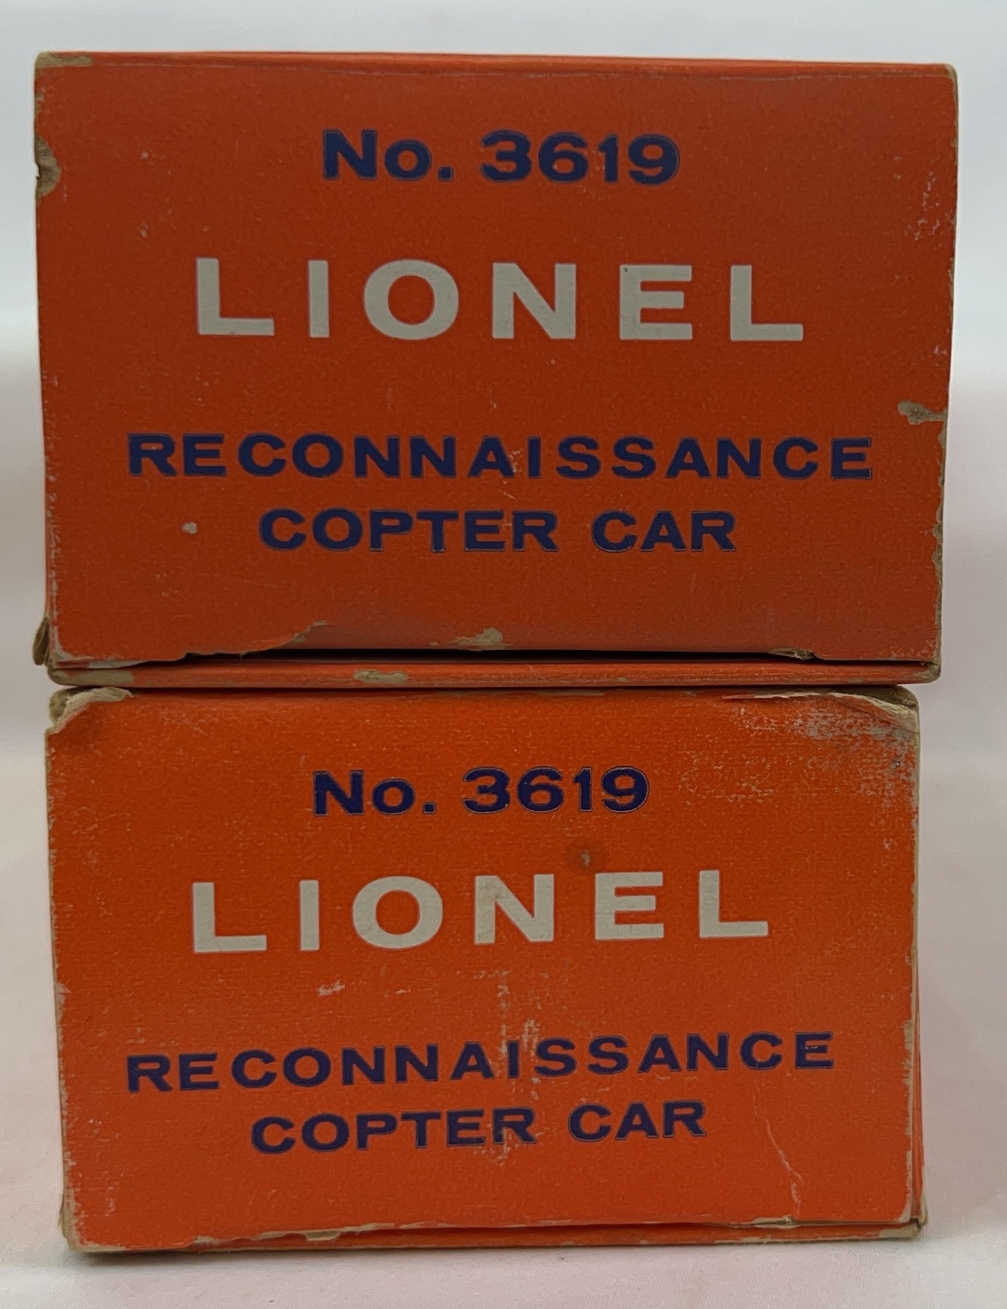 No. 3619
LIONEL
RECONNAISSANCE
COPTER CAR
No. 3619
LIONEL
RECONNAISSANCE
COPTER CAR